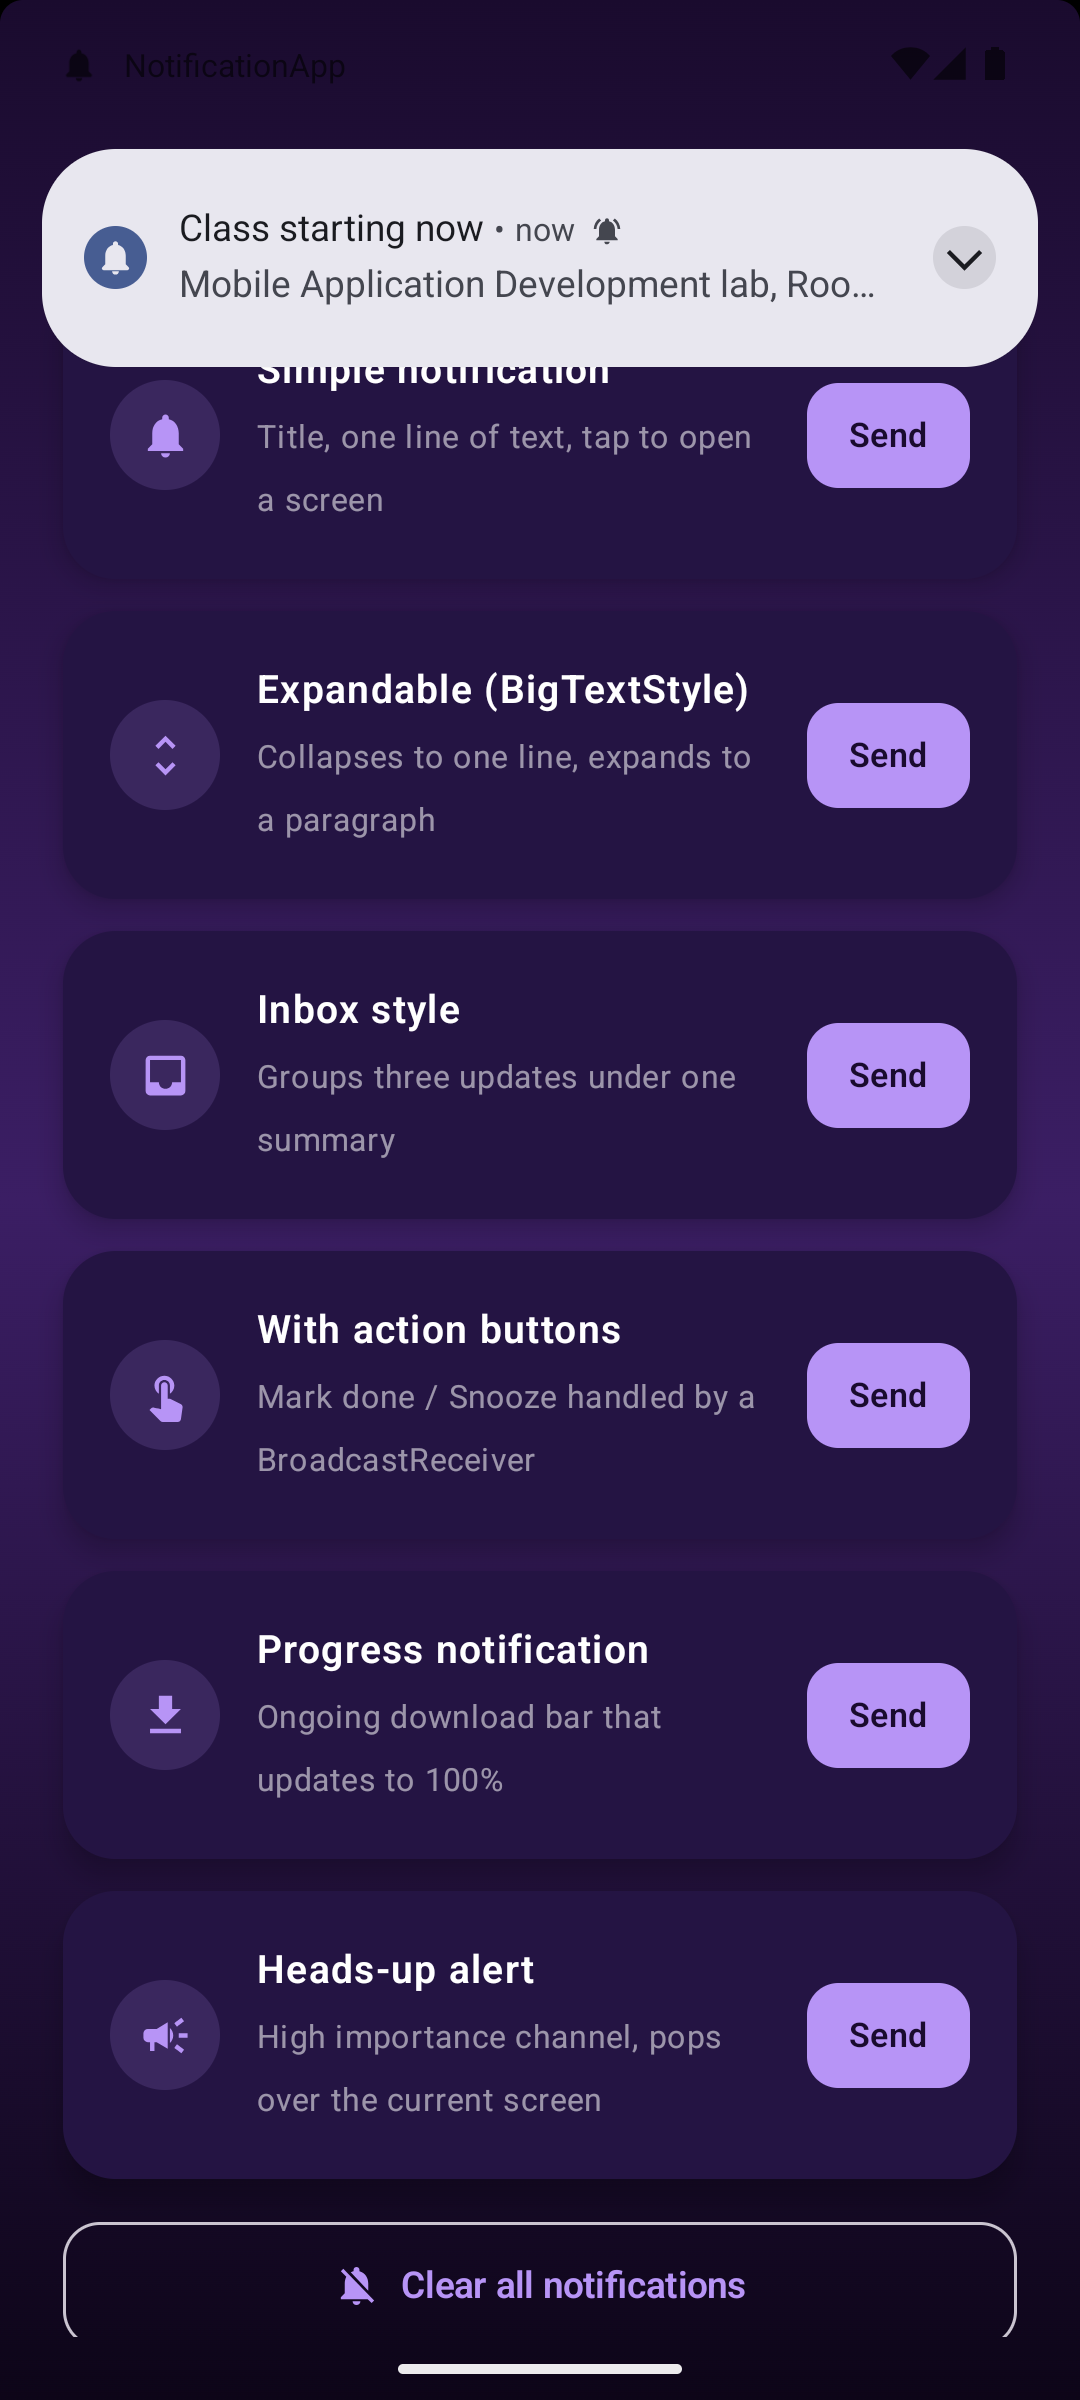 NotificationApp
Class starting now • now
Mobile Application Development lab, Roo...
Simple notification
Title, one line of text, tap to open
a screen
Send
Expandable (BigTextStyle)
Collapses to one line, expands to
a paragraph
Send
Inbox style
Groups three updates under one
summary
Send
With action buttons
Mark done / Snooze handled by a
BroadcastReceiver
Send
Progress notification
Ongoing download bar that
updates to 100%
Send
Heads-up alert
High importance channel, pops
over the current screen
Send
Clear all notifications